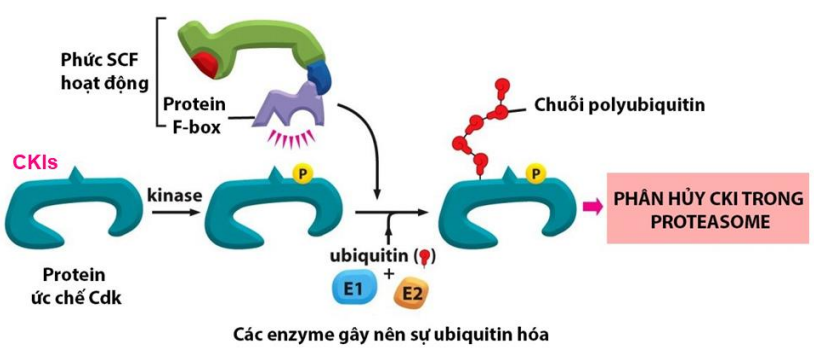 Phức SCF
hoạt động
Protein
F-box
Chuỗi polyubiquitin
CKIs
kinase
P
P
PHÂN HỦY CKI TRONG
PROTEASOME
Protein
ức chế Cdk
ubiquitin ( )
+
E1
E2
Các enzyme gây nên sự ubiquitin hóa